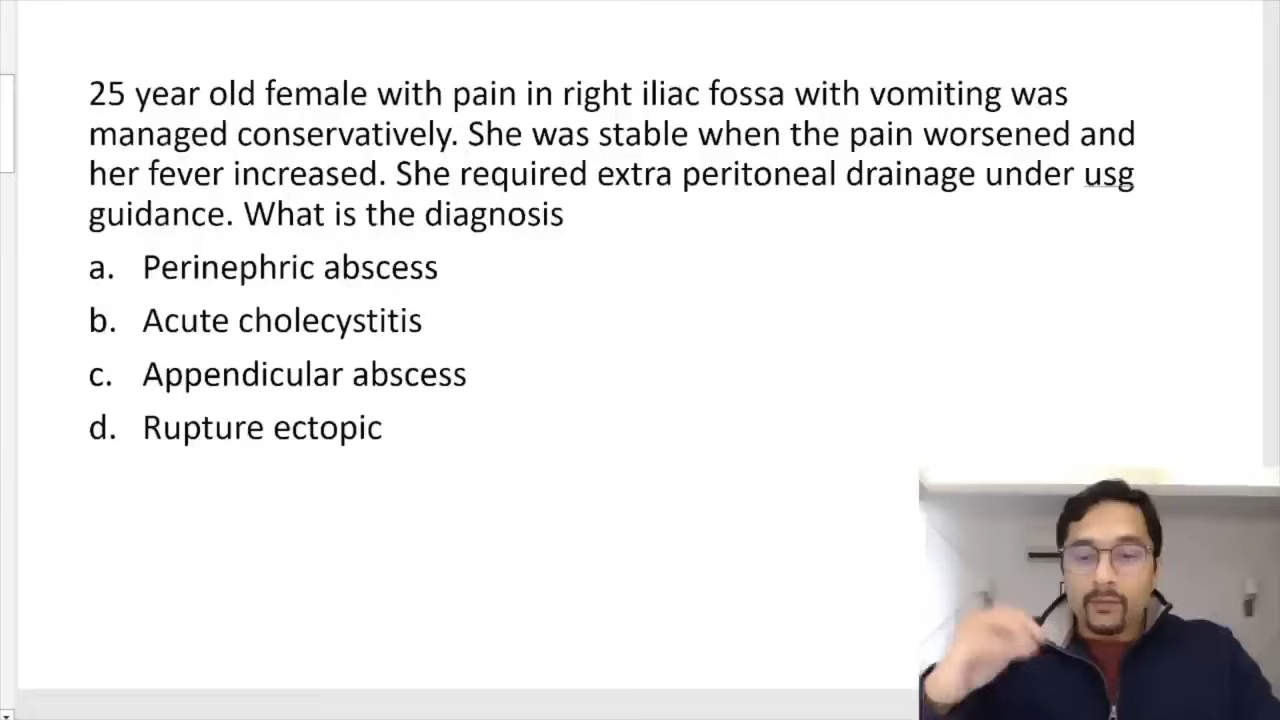 25 year old female with pain in right iliac fossa with vomiting was
managed conservatively. She was stable when the pain worsened and
her fever increased. She required extra peritoneal drainage under usg
guidance. What is the diagnosis
a. Perinephric abscess
b. Acute cholecystitis
c. Appendicular abscess
d. Rupture ectopic